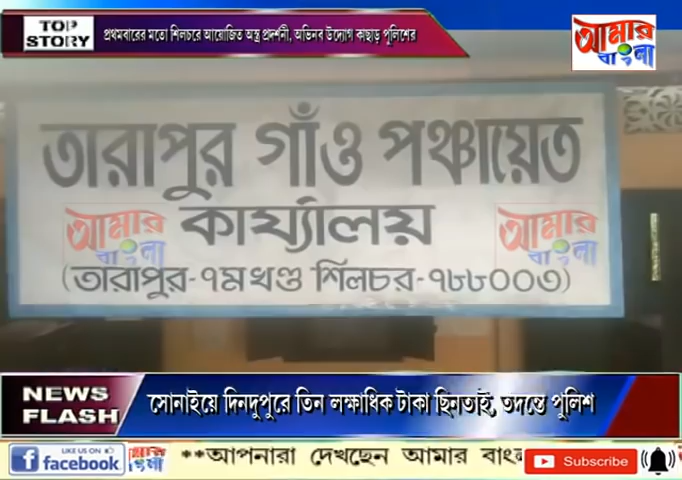 TOP
STORY
প্রথমবারের মতো শিলচরে আয়োজিত অস্ত্র প্রদর্শনী, অভিনব উদ্যোগ কাছাড় পুলিশের
আমার
বাংলা
তারাপুর গাঁও পঞ্চায়েত
কার্য্যালয়
(তারাপুর-৭মখণ্ড শিলচর-৭৮৮০০৩)
আমার
বাংলা
আমার
বাংলা
NEWS
FLASH
সোনাইয়ে দিনদুপুরে তিন লক্ষাধিক টাকা ছিনতাই, তদন্তে পুলিশ
LIKE US ON
facebook
আমার
বাংলা
**আপনারা দেখছেন আমার
Subscribe